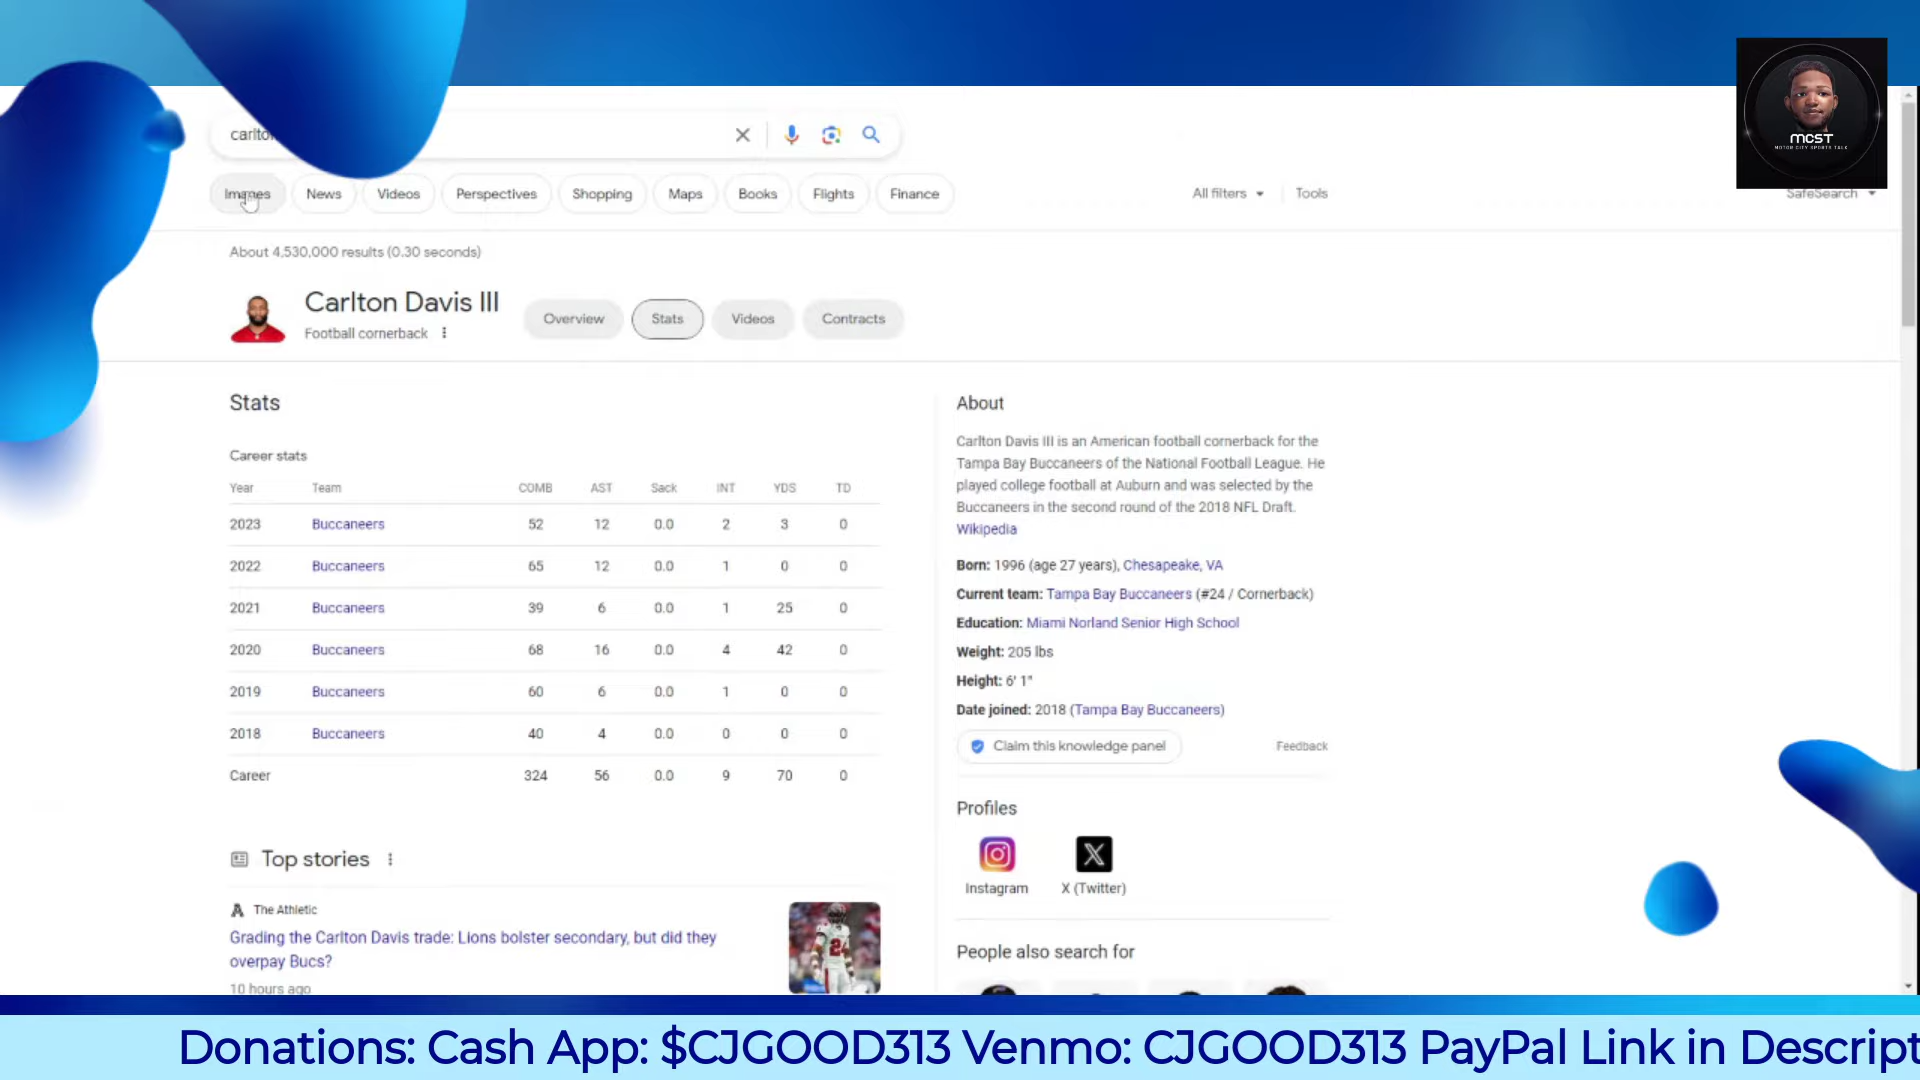 MCST
MOTOR CITY SPORTS TALK
carlto
Images News Videos Perspectives Shopping Maps Books Flights Finance All filters Tools SafeSearch
About 4,530,000 results (0.30 seconds)
Carlton Davis III
Football cornerback
Overview Stats Videos Contracts
Stats
Career stats
Year Team COMB AST Sack INT YDS TD
2023 Buccaneers 52 12 0.0 2 3 0
2022 Buccaneers 65 12 0.0 1 0 0
2021 Buccaneers 39 6 0.0 1 25 0
2020 Buccaneers 68 16 0.0 4 42 0
2019 Buccaneers 60 6 0.0 1 0 0
2018 Buccaneers 40 4 0.0 0 0 0
Career 324 56 0.0 9 70 0
Top stories
The Athletic
Grading the Carlton Davis trade: Lions bolster secondary, but did they
overpay Bucs?
10 hours ago
About
Carlton Davis III is an American football cornerback for the
Tampa Bay Buccaneers of the National Football League. He
played college football at Auburn and was selected by the
Buccaneers in the second round of the 2018 NFL Draft.
Wikipedia
Born: 1996 (age 27 years), Chesapeake, VA
Current team: Tampa Bay Buccaneers (#24 / Cornerback)
Education: Miami Norland Senior High School
Weight: 205 lbs
Height: 6' 1"
Date joined: 2018 (Tampa Bay Buccaneers)
Claim this knowledge panel Feedback
Profiles
Instagram X (Twitter)
People also search for
Donations: Cash App: $CJGOOD313 Venmo: CJGOOD313 PayPal Link in Descript